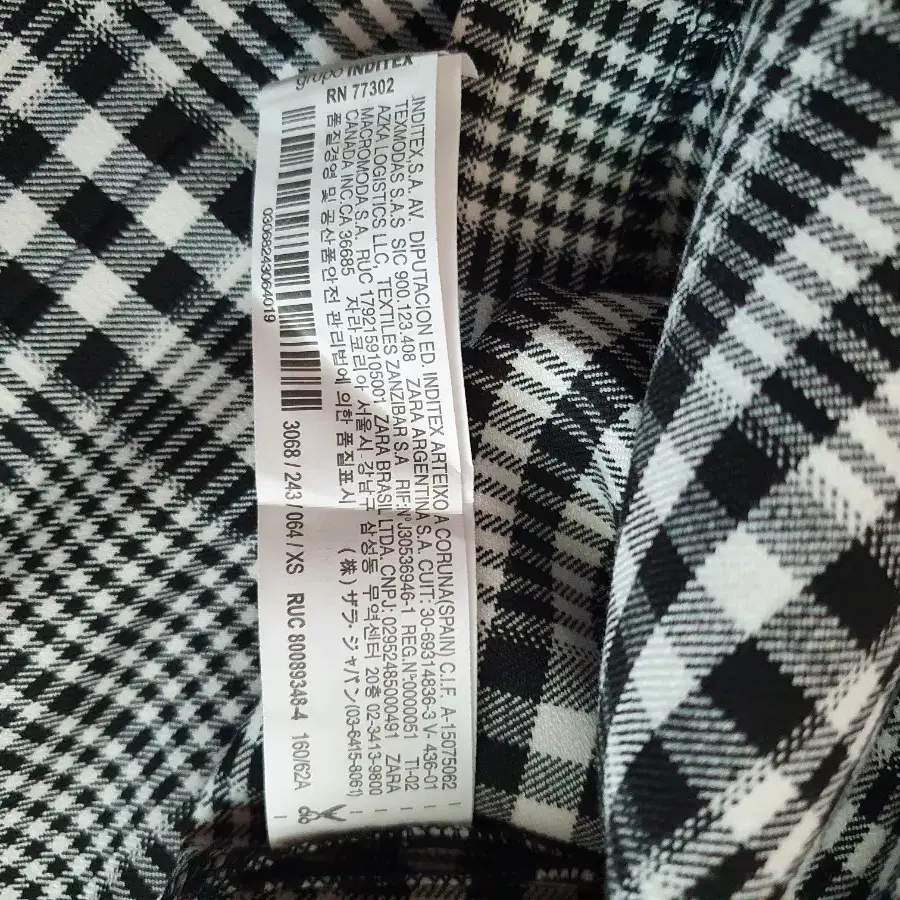 grupo INDITEX
RN 77302
INDITEX,S.A. AV. DIPUTACION ED. INDITEX ARTEIXO A CORUNA(SPAIN) C.I.F. A-15075062
TEXMODAS S.A.S SIC 900.123.408 ZARA ARGENTINA S.A. CUIT: 30-69314836-3 V- 436-01
AZKA LOGISTICS LLC. TEXTILES ZANZIBAR S.A RIF:Nº J30536946-1 REG.Nº0000051 TI-02
MACROMODA,S.A. RUC 1792159105001 ZARA BRASIL LTDA. CNPJ: 02952485000491 ZARA
CANADA INC.CA 36685 자라코리아 서울시 강남구 삼성동 무역센터 20층 02-3413-9800
품질경영 및 공산품안전 관리법에 의한 품질표시 (株) ザラ・ジャパン(03-6415-8061)
03068243064019
3068 / 243 / 064 / XS RUC 80089348-4 160/62A